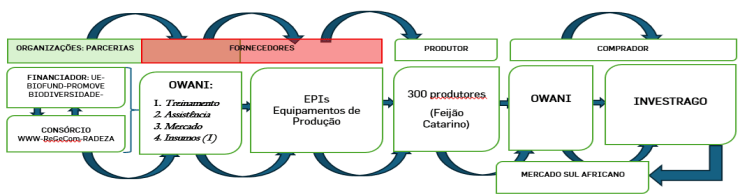 ORGANIZAÇÕES: PARCERIAS
FORNECEDORES
PRODUTOR
COMPRADOR
FINANCIADOR: UE-
BIOFUND-PROMOVE
BIODIVERSIDADE-
CONSÓRCIO
WWW-ReGeCom-RADEZA
OWANI:
1. Treinamento
2. Assistência
3. Mercado
4. Insumos (1)
EPIs
Equipamentos de
Produção
300 produtores
(Feijão
Catarino)
OWANI
INVESTRAGO
MERCADO SUL AFRICANO